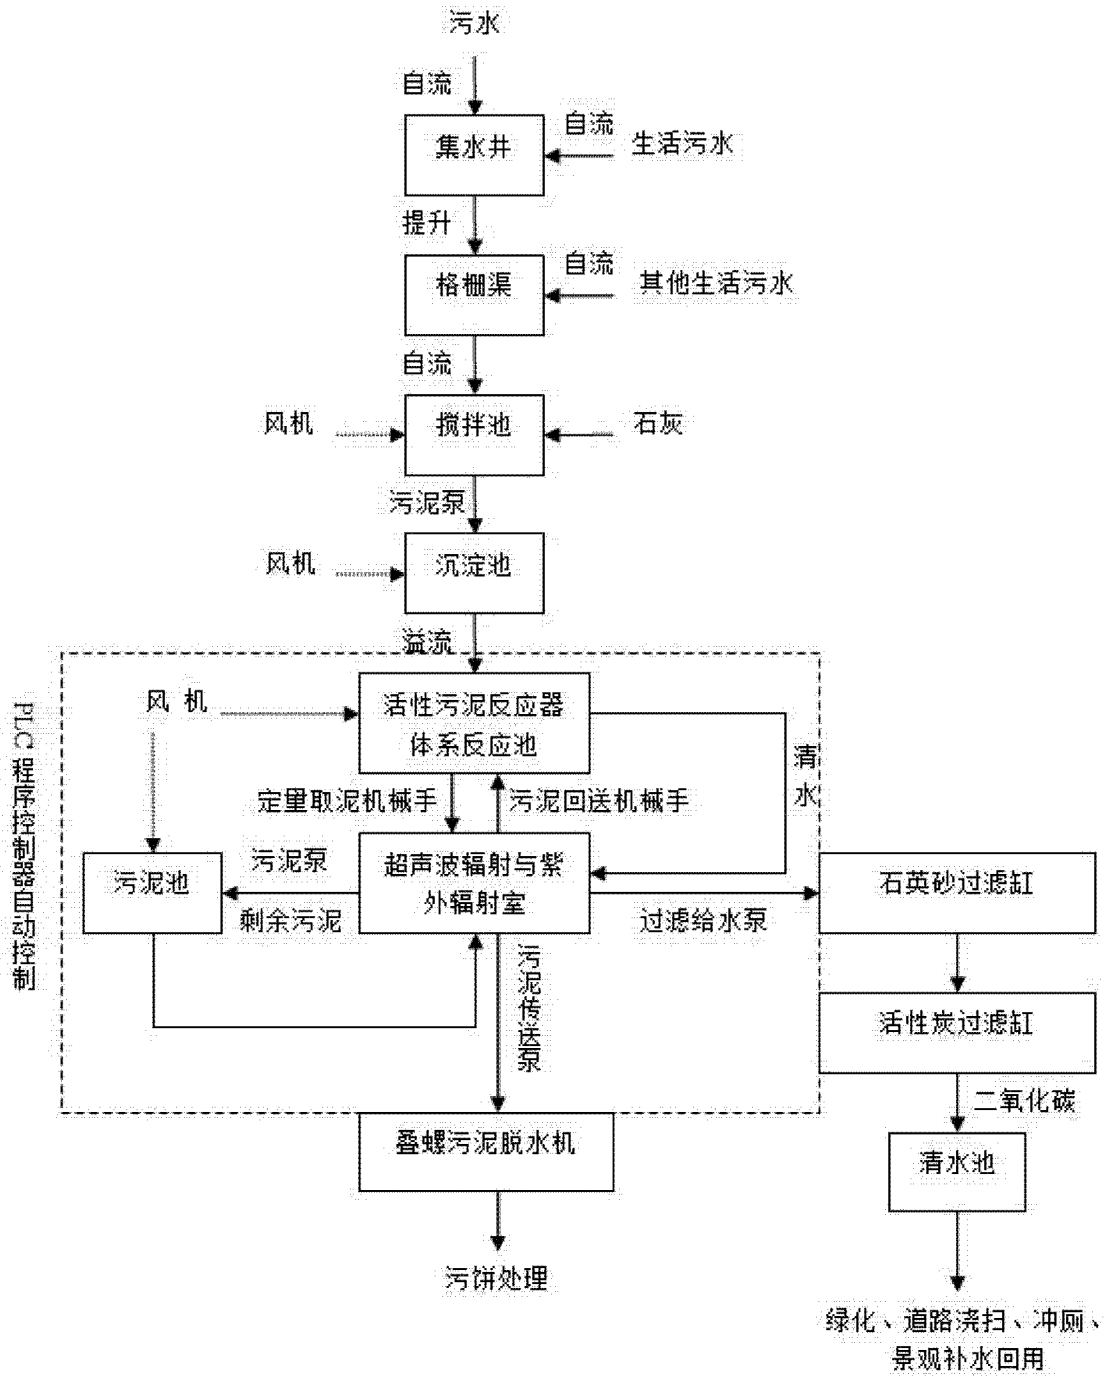 污水
自流
集水井
自流
生活污水
提升
格栅渠
自流
其他生活污水
自流
风机
搅拌池
石灰
污泥泵
风机
沉淀池
溢流
PLC程序控制器自动控制
风 机
活性污泥反应器
体系反应池
清水
定量取泥机械手
污泥回送机械手
污泥池
污泥泵
剩余污泥
超声波辐射与紫
外辐射室
过滤给水泵
石英砂过滤缸
污泥传送泵
活性炭过滤缸
二氧化碳
叠螺污泥脱水机
清水池
污饼处理
绿化、道路浇扫、冲厕、
景观补水回用